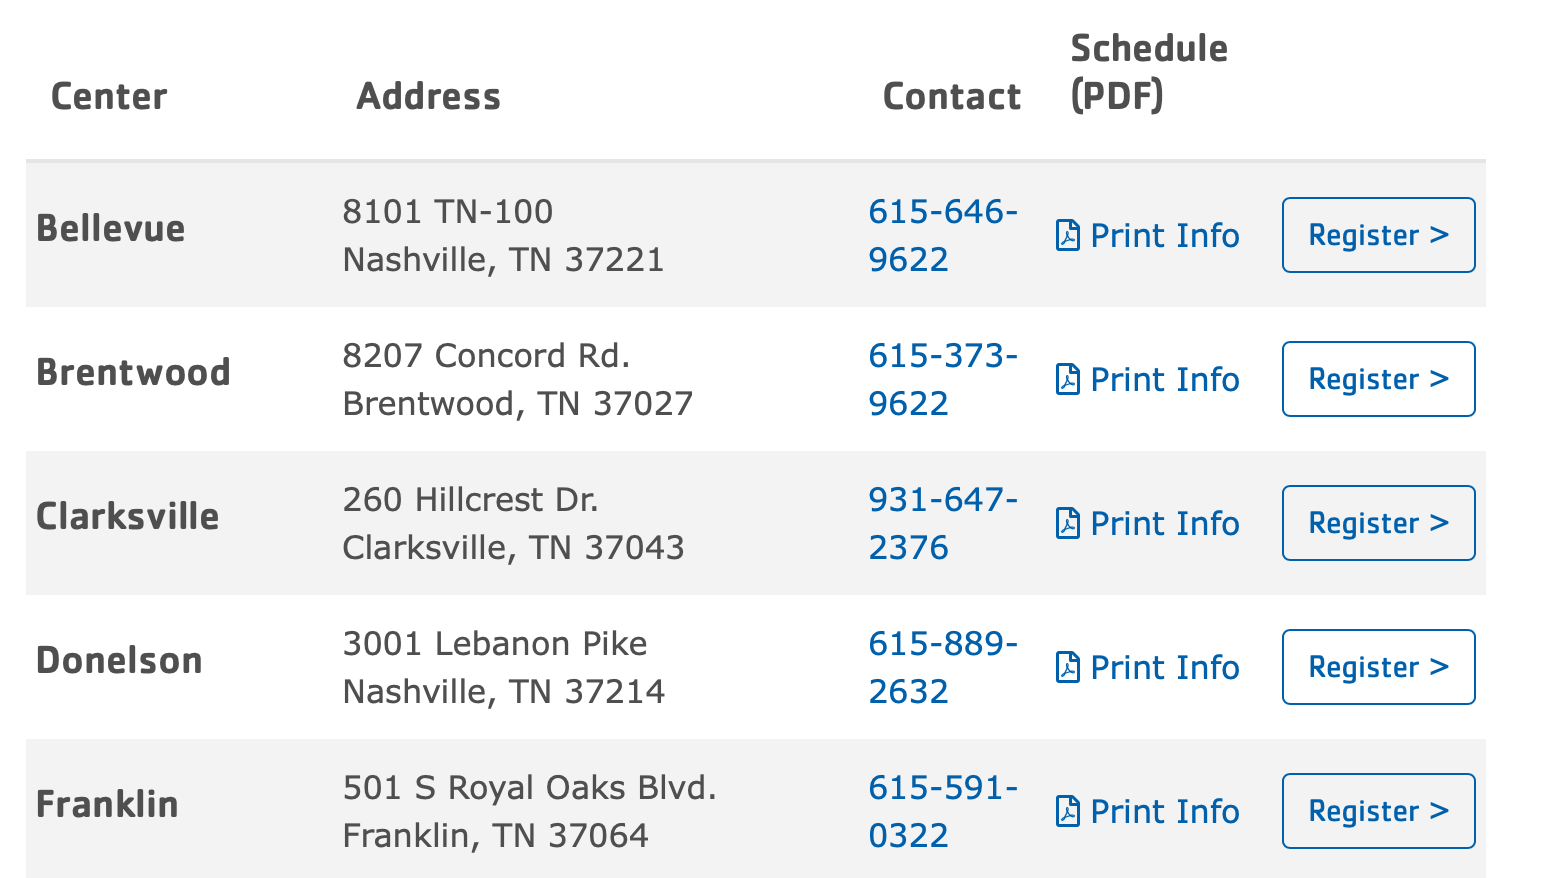 Center Address Contact Schedule
(PDF)
Bellevue 8101 TN-100 615-646- Print Info Register >
Nashville, TN 37221 9622
Brentwood 8207 Concord Rd. 615-373- Print Info Register >
Brentwood, TN 37027 9622
Clarksville 260 Hillcrest Dr. 931-647- Print Info Register >
Clarksville, TN 37043 2376
Donelson 3001 Lebanon Pike 615-889- Print Info Register >
Nashville, TN 37214 2632
Franklin 501 S Royal Oaks Blvd. 615-591- Print Info Register >
Franklin, TN 37064 0322